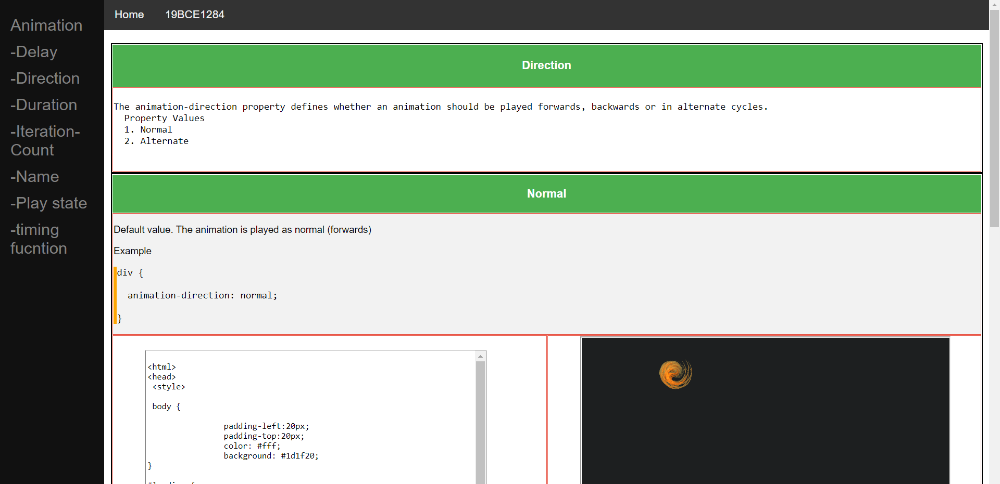 Home 19BCE1284
Animation
-Delay
-Direction
-Duration
-Iteration-
Count
-Name
-Play state
-timing
fucntion
Direction
The animation-direction property defines whether an animation should be played forwards, backwards or in alternate cycles.
Property Values
1. Normal
2. Alternate
Normal
Default value. The animation is played as normal (forwards)
Example
div {
animation-direction: normal;
}
<html>
<head>
<style>
body {
padding-left:20px;
padding-top:20px;
color: #fff;
background: #1d1f20;
}